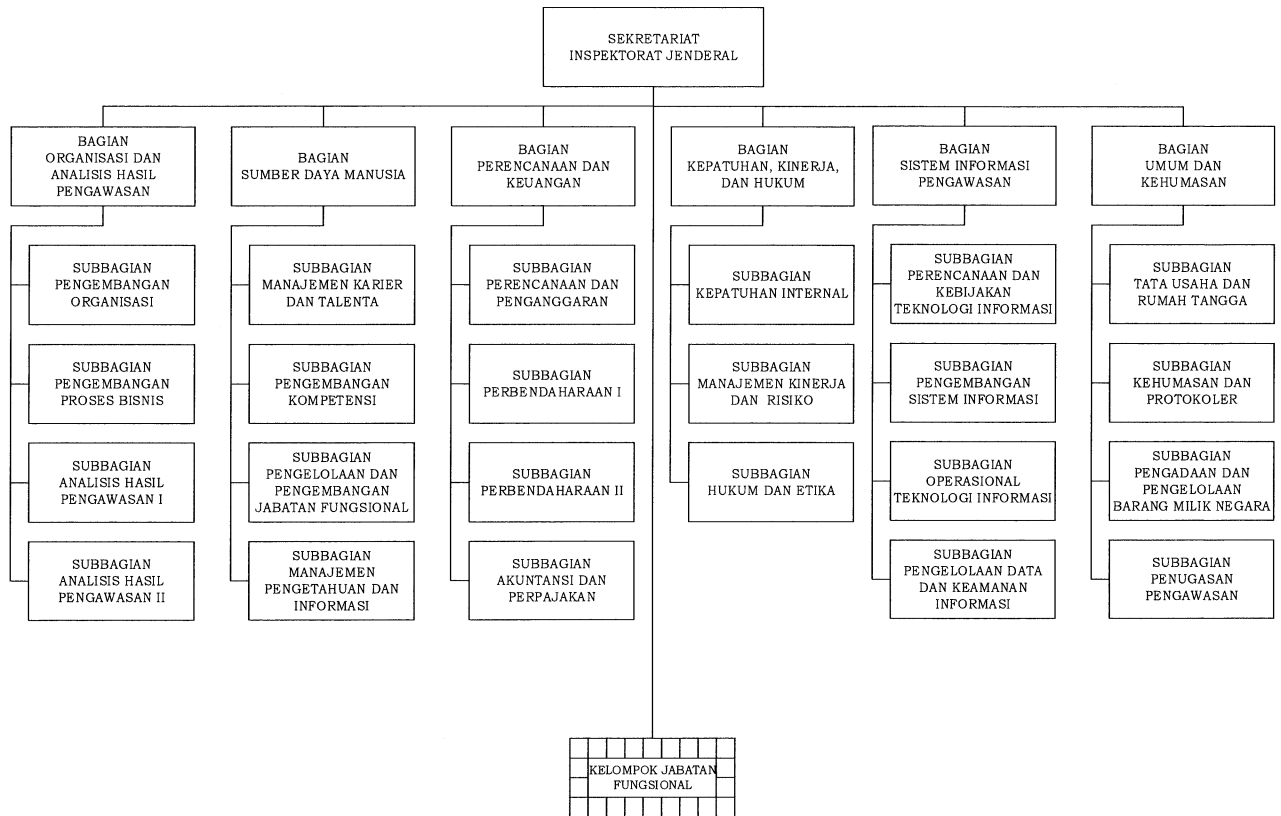 SEKRETARIAT
INSPEKTORAT JENDERAL
BAGIAN
ORGANISASI DAN
ANALISIS HASIL
PENGAWASAN
BAGIAN
SUMBER DAYA MANUSIA
BAGIAN
PERENCANAAN DAN
KEUANGAN
BAGIAN
KEPATUHAN, KINERJA,
DAN HUKUM
BAGIAN
SISTEM INFORMASI
PENGAWASAN
BAGIAN
UMUM DAN
KEHUMASAN
SUBBAGIAN
PENGEMBANGAN
ORGANISASI
SUBBAGIAN
MANAJEMEN KARIER
DAN TALENTA
SUBBAGIAN
PERENCANAAN DAN
PENGANGGARAN
SUBBAGIAN
KEPATUHAN INTERNAL
SUBBAGIAN
PERENCANAAN DAN
KEBIJAKAN
TEKNOLOGI INFORMASI
SUBBAGIAN
TATA USAHA DAN
RUMAH TANGGA
SUBBAGIAN
PENGEMBANGAN
PROSES BISNIS
SUBBAGIAN
PENGEMBANGAN
KOMPETENSI
SUBBAGIAN
PERBENDAHARAAN I
SUBBAGIAN
MANAJEMEN KINERJA
DAN RISIKO
SUBBAGIAN
PENGEMBANGAN
SISTEM INFORMASI
SUBBAGIAN
KEHUMASAN DAN
PROTOKOLER
SUBBAGIAN
ANALISIS HASIL
PENGAWASAN I
SUBBAGIAN
PENGELOLAAN DAN
PENGEMBANGAN
JABATAN FUNGSIONAL
SUBBAGIAN
PERBENDAHARAAN II
SUBBAGIAN
HUKUM DAN ETIKA
SUBBAGIAN
OPERASIONAL
TEKNOLOGI INFORMASI
SUBBAGIAN
PENGADAAN DAN
PENGELOLAAN
BARANG MILIK NEGARA
SUBBAGIAN
ANALISIS HASIL
PENGAWASAN II
SUBBAGIAN
MANAJEMEN
PENGETAHUAN DAN
INFORMASI
SUBBAGIAN
AKUNTANSI DAN
PERPAJAKAN
SUBBAGIAN
PENGELOLAAN DATA
DAN KEAMANAN
INFORMASI
SUBBAGIAN
PENUGASAN
PENGAWASAN
KELOMPOK JABATAN
FUNGSIONAL